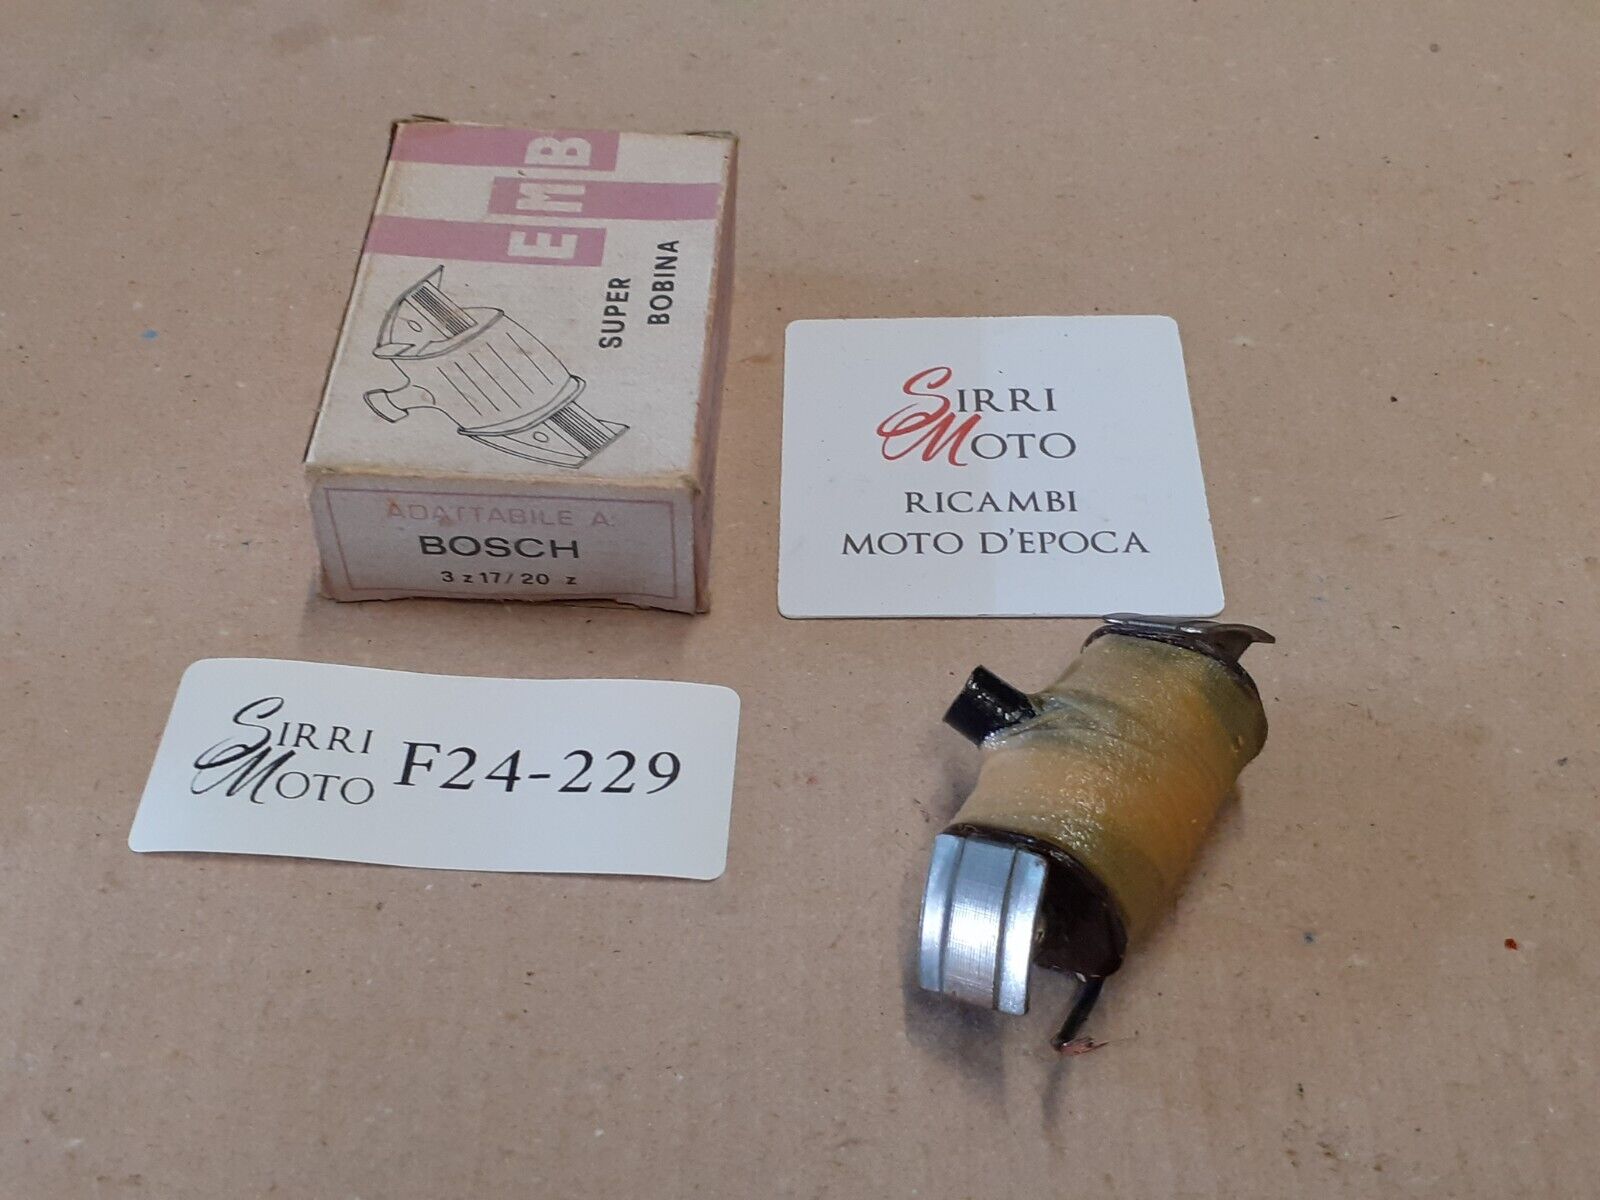 EMB
SUPER
BOBINA
ADATTABILE A:
BOSCH
3 z 17/20 z
SIRRI
MOTO
RICAMBI
MOTO D'EPOCA
SIRRI
MOTO
F24-229